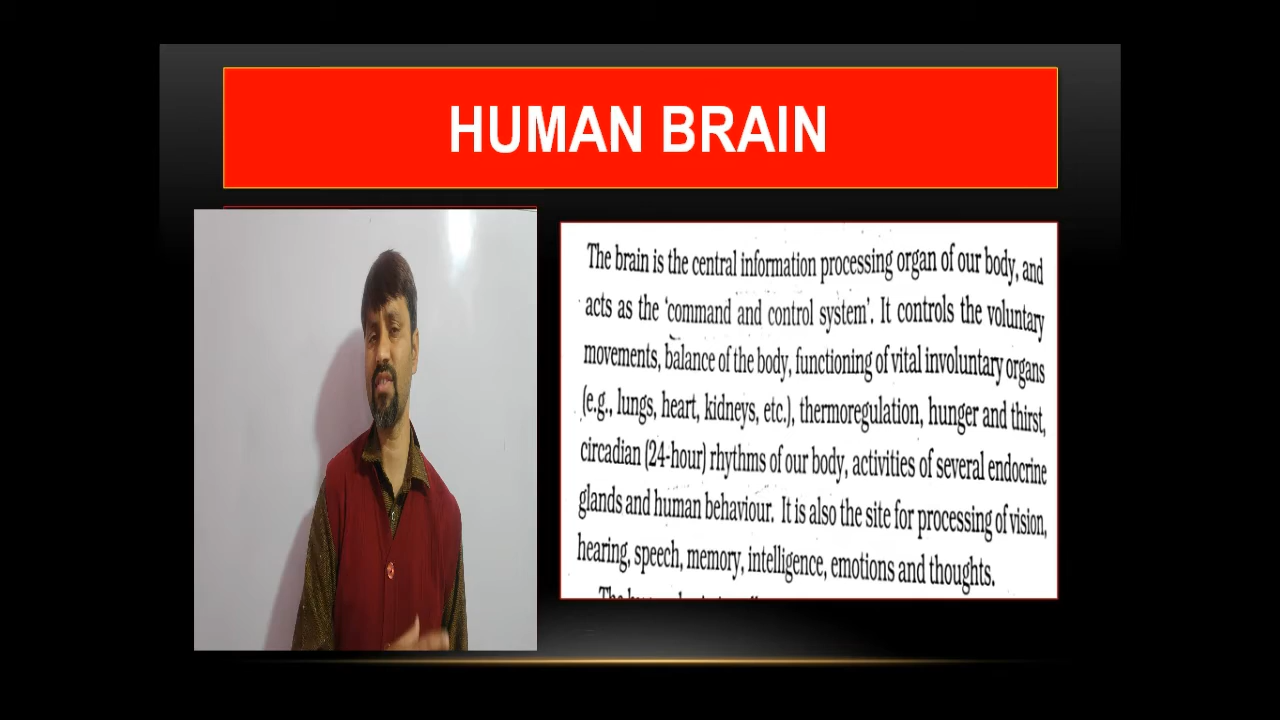 HUMAN BRAIN
The brain is the central information processing organ of our body, and
acts as the ‘command and control system’. It controls the voluntary
movements, balance of the body, functioning of vital involuntary organs
(e.g., lungs, heart, kidneys, etc.), thermoregulation, hunger and thirst,
circadian (24-hour) rhythms of our body, activities of several endocrine
glands and human behaviour. It is also the site for processing of vision,
hearing, speech, memory, intelligence, emotions and thoughts.